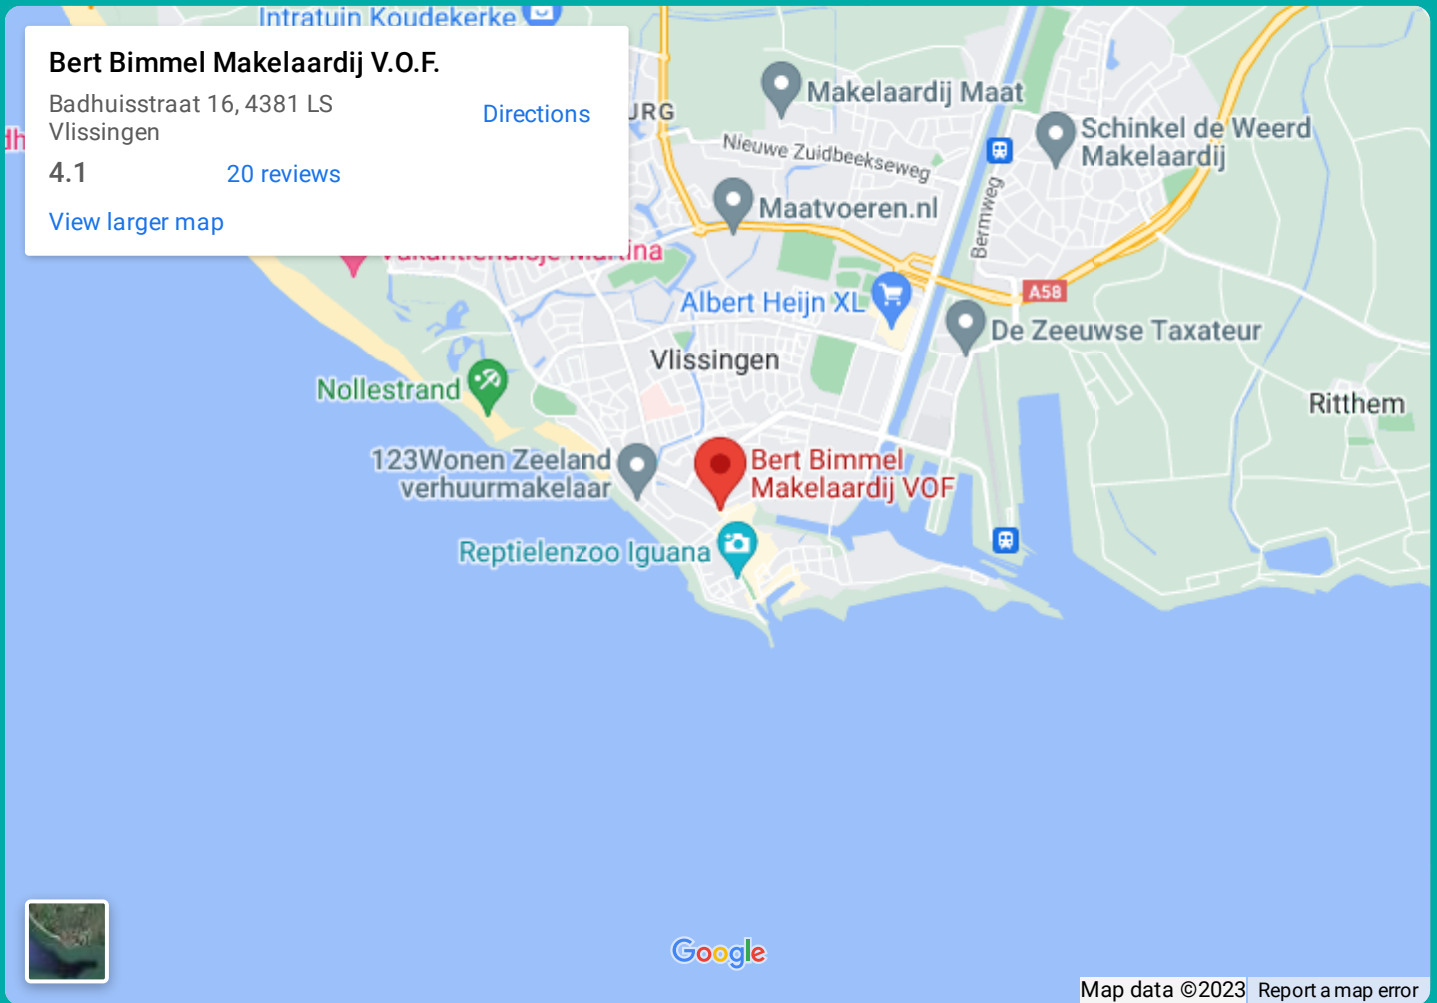 Intratuin Koudekerke
Bert Bimmel Makelaardij V.O.F.
Badhuisstraat 16, 4381 LS
Vlissingen
Directions
4.1
20 reviews
View larger map
Makelaardij Maat
Schinkel de Weerd
Makelaardij
Nieuwe Zuidbeekseweg
Bermweg
Maatvoeren.nl
A58
Albert Heijn XL
De Zeeuwse Taxateur
Vlissingen
Nollestrand
Ritthem
123Wonen Zeeland
verhuurmakelaar
Bert Bimmel
Makelaardij VOF
Reptielenzoo Iguana
Google
Map data ©2023
Report a map error